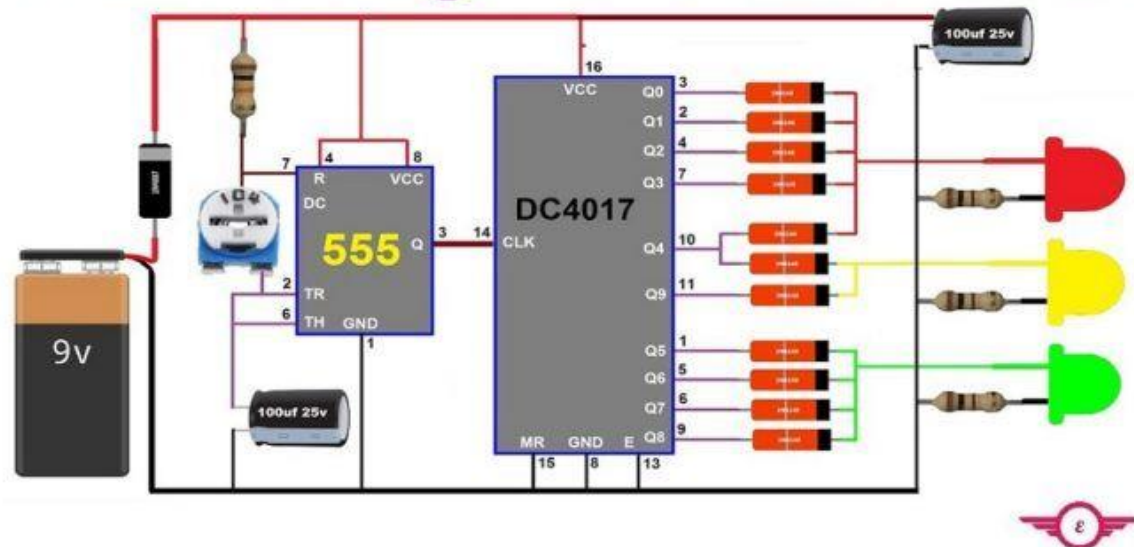 100uf 25v
16
VCC
Q0
3
Q1
2
Q2
4
Q3
7
7
4
8
R
VCC
DC
DC4017
555
Q
3
14
CLK
Q4
10
Q9
11
2
TR
6
TH
GND
1
9v
Q5
1
Q6
5
Q7
6
Q8
9
100uf 25v
MR
GND
E
15
8
13
ε